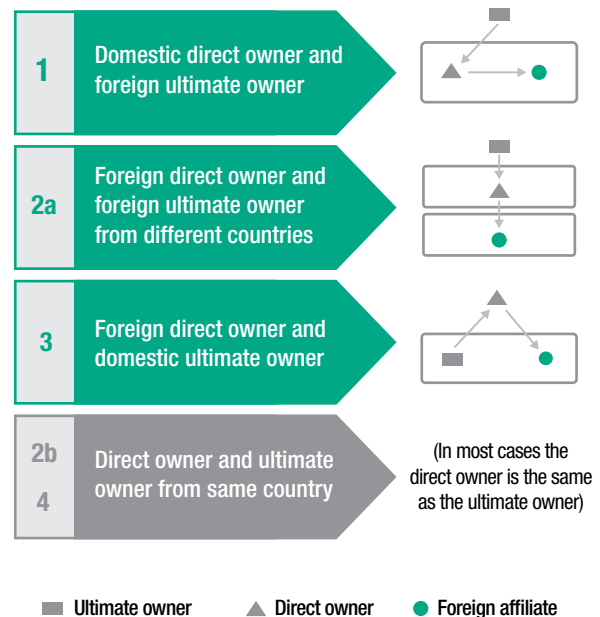 1
Domestic direct owner and
foreign ultimate owner
2a
Foreign direct owner and
foreign ultimate owner
from different countries
3
Foreign direct owner and
domestic ultimate owner
2b
4
Direct owner and ultimate
owner from same country
(In most cases the
direct owner is the same
as the ultimate owner)
Ultimate owner
Direct owner
Foreign affiliate